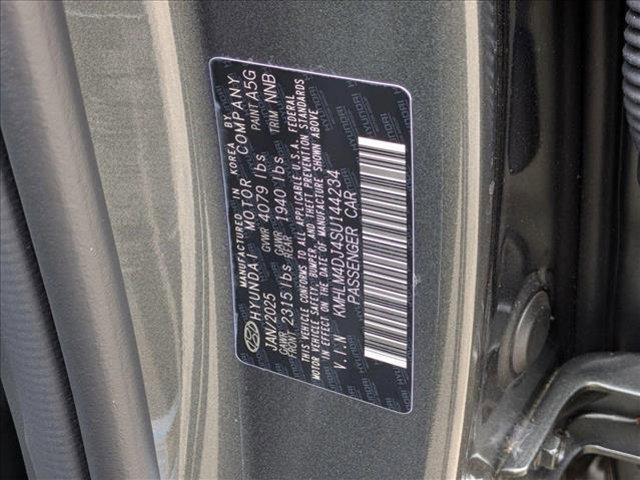 MANUFACTURED IN KOREA BY
HYUNDAI MOTOR COMPANY
JAN/2025 GVWR 4079 lbs. PAINT A5G
GAWR FRONT 2315 lbs GAWR REAR 1940 lbs. TRIM NNB
THIS VEHICLE CONFORMS TO ALL APPLICABLE U.S.A. FEDERAL
MOTOR VEHICLE SAFETY, BUMPER, AND THEFT PREVENTION STANDARDS
IN EFFECT ON THE DATE OF MANUFACTURE SHOWN ABOVE
V.I.N KMHLM4DJ4SU144234
PASSENGER CAR